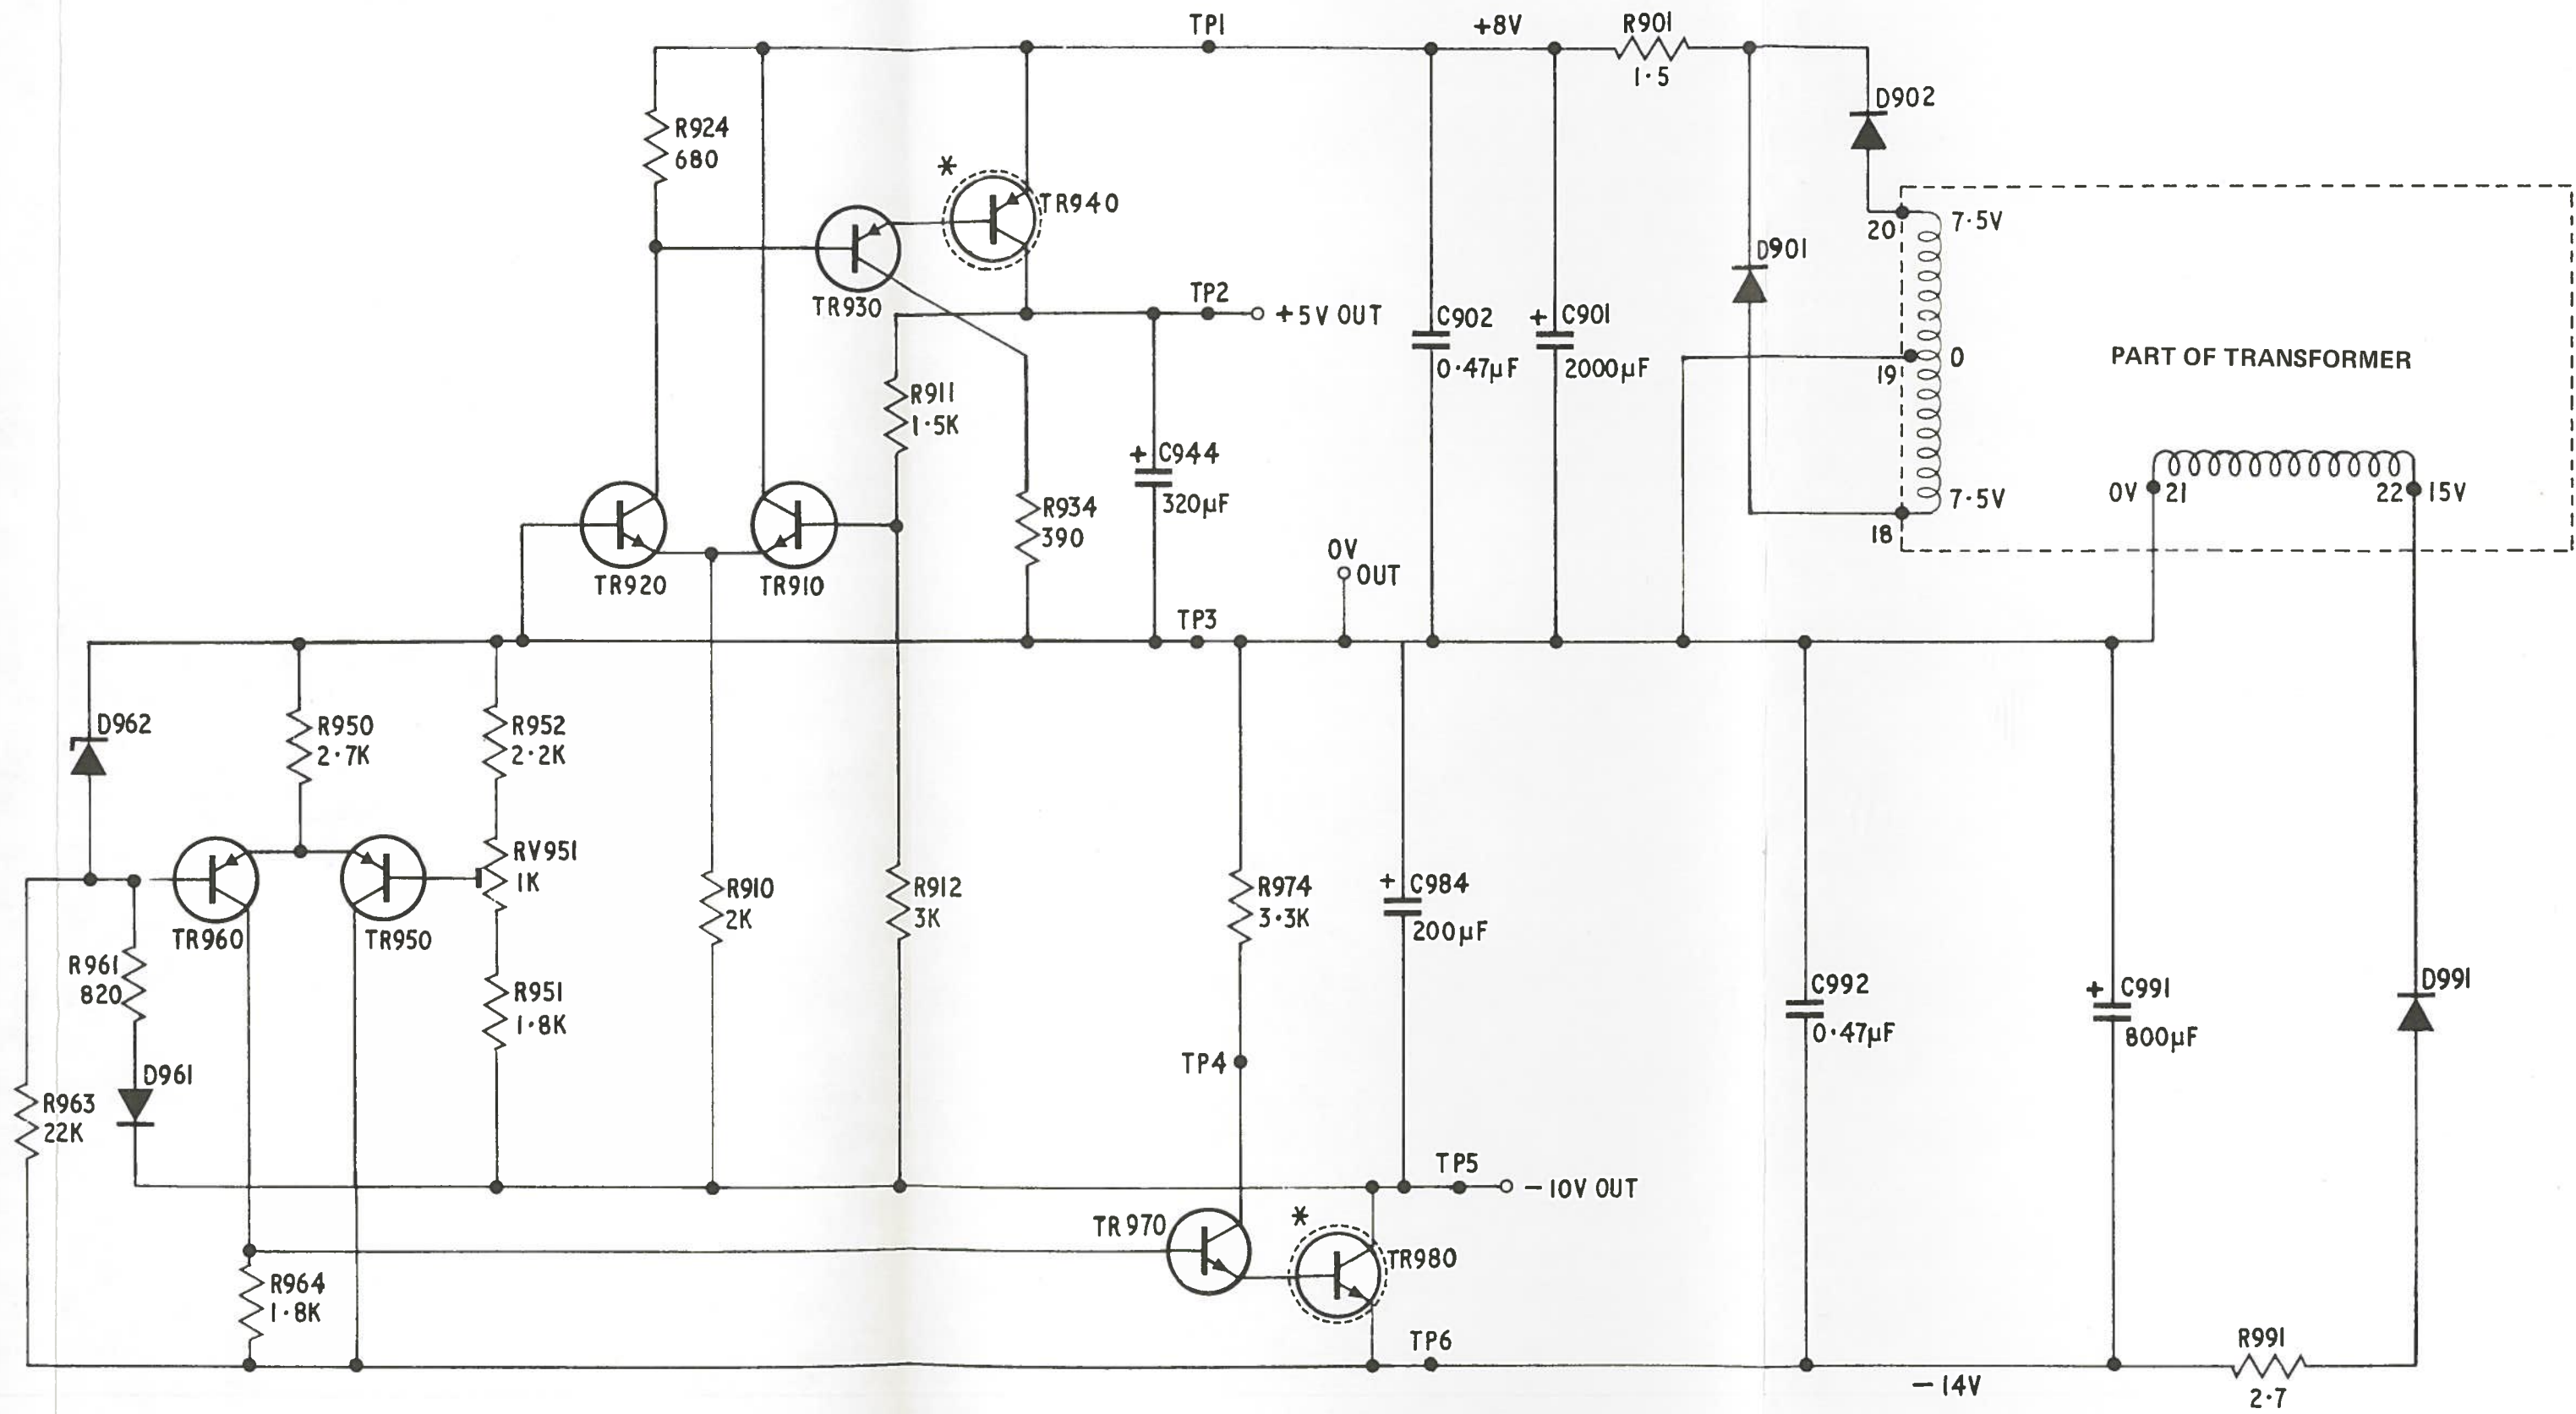 TP1
+8V
R901
1·5
D902
R924
680
*
TR940
20
7·5V
D901
TR930
TP2
+5V OUT
C902
0·47µF
+ C901
2000µF
19
0
PART OF TRANSFORMER
R911
1·5K
+ C944
320µF
R934
390
18
7·5V
0V 21
22 15V
TR920
TR910
0V
OUT
TP3
D962
R950
2·7K
R952
2·2K
RV951
1K
TR960
TR950
R910
2K
R912
3K
R974
3·3K
+ C984
200µF
R961
820
R951
1·8K
C992
0·47µF
+ C991
800µF
D991
D961
R963
22K
TP4
TP5
-10V OUT
TR970
*
TR980
R964
1·8K
TP6
-14V
R991
2·7